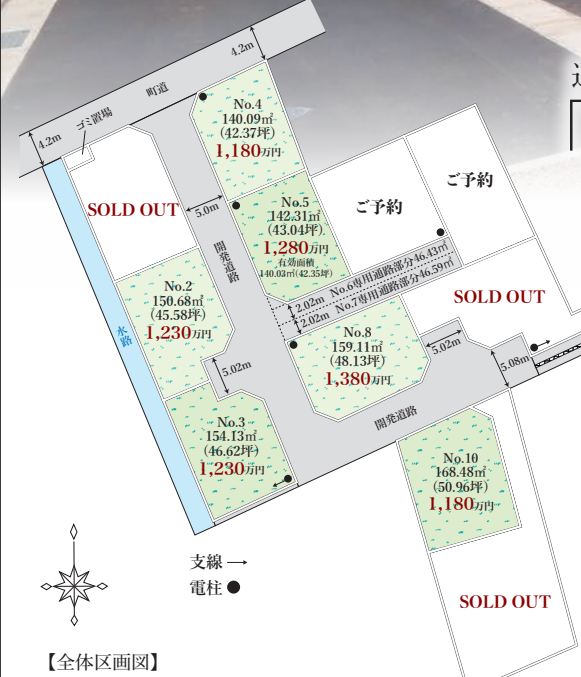 4.2m
町道
ゴミ置場
4.2m
No.4
140.09㎡
(42.37坪)
1,180万円
SOLD OUT
5.0m
開発道路
No.5
142.31㎡
(43.04坪)
1,280万円
有効面積
140.03㎡(42.35坪)
ご予約
ご予約
No.6専用通路部分46.43㎡
2.02m
No.7専用通路部分46.59㎡
2.02m
SOLD OUT
No.2
150.68㎡
(45.58坪)
1,230万円
水路
No.8
159.11㎡
(48.13坪)
1,380万円
5.02m
5.02m
5.08m
開発道路
No.3
154.13㎡
(46.62坪)
1,230万円
No.10
168.48㎡
(50.96坪)
1,180万円
支線→
電柱●
SOLD OUT
【全体区画図】